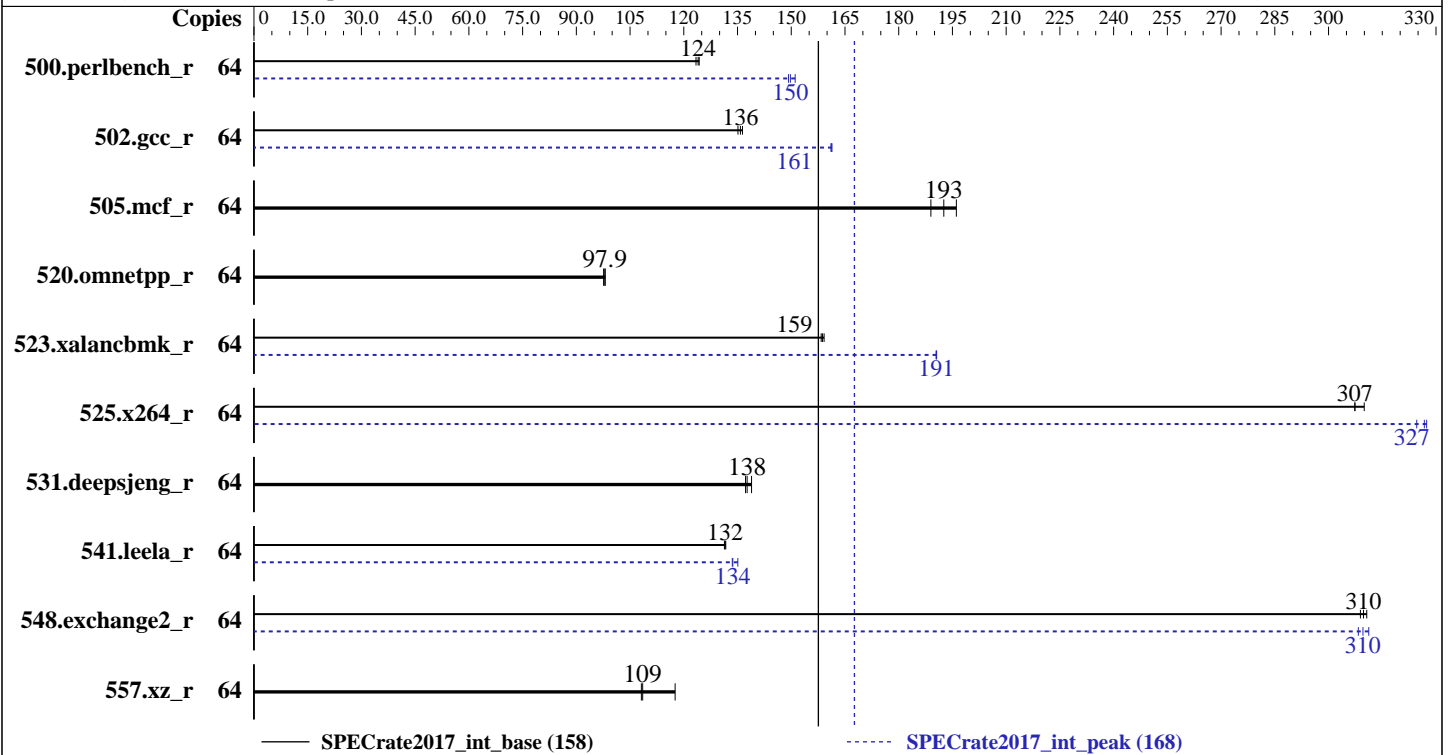 Copies 0 15.0 30.0 45.0 60.0 75.0 90.0 105 120 135 150 165 180 195 210 225 240 255 270 285 300 330
124
500.perlbench_r 64
150
136
502.gcc_r 64
161
193
505.mcf_r 64
97.9
520.omnetpp_r 64
159
523.xalancbmk_r 64
191
307
525.x264_r 64
327
138
531.deepsjeng_r 64
132
541.leela_r 64
134
310
548.exchange2_r 64
310
109
557.xz_r 64
SPECrate2017_int_base (158) SPECrate2017_int_peak (168)